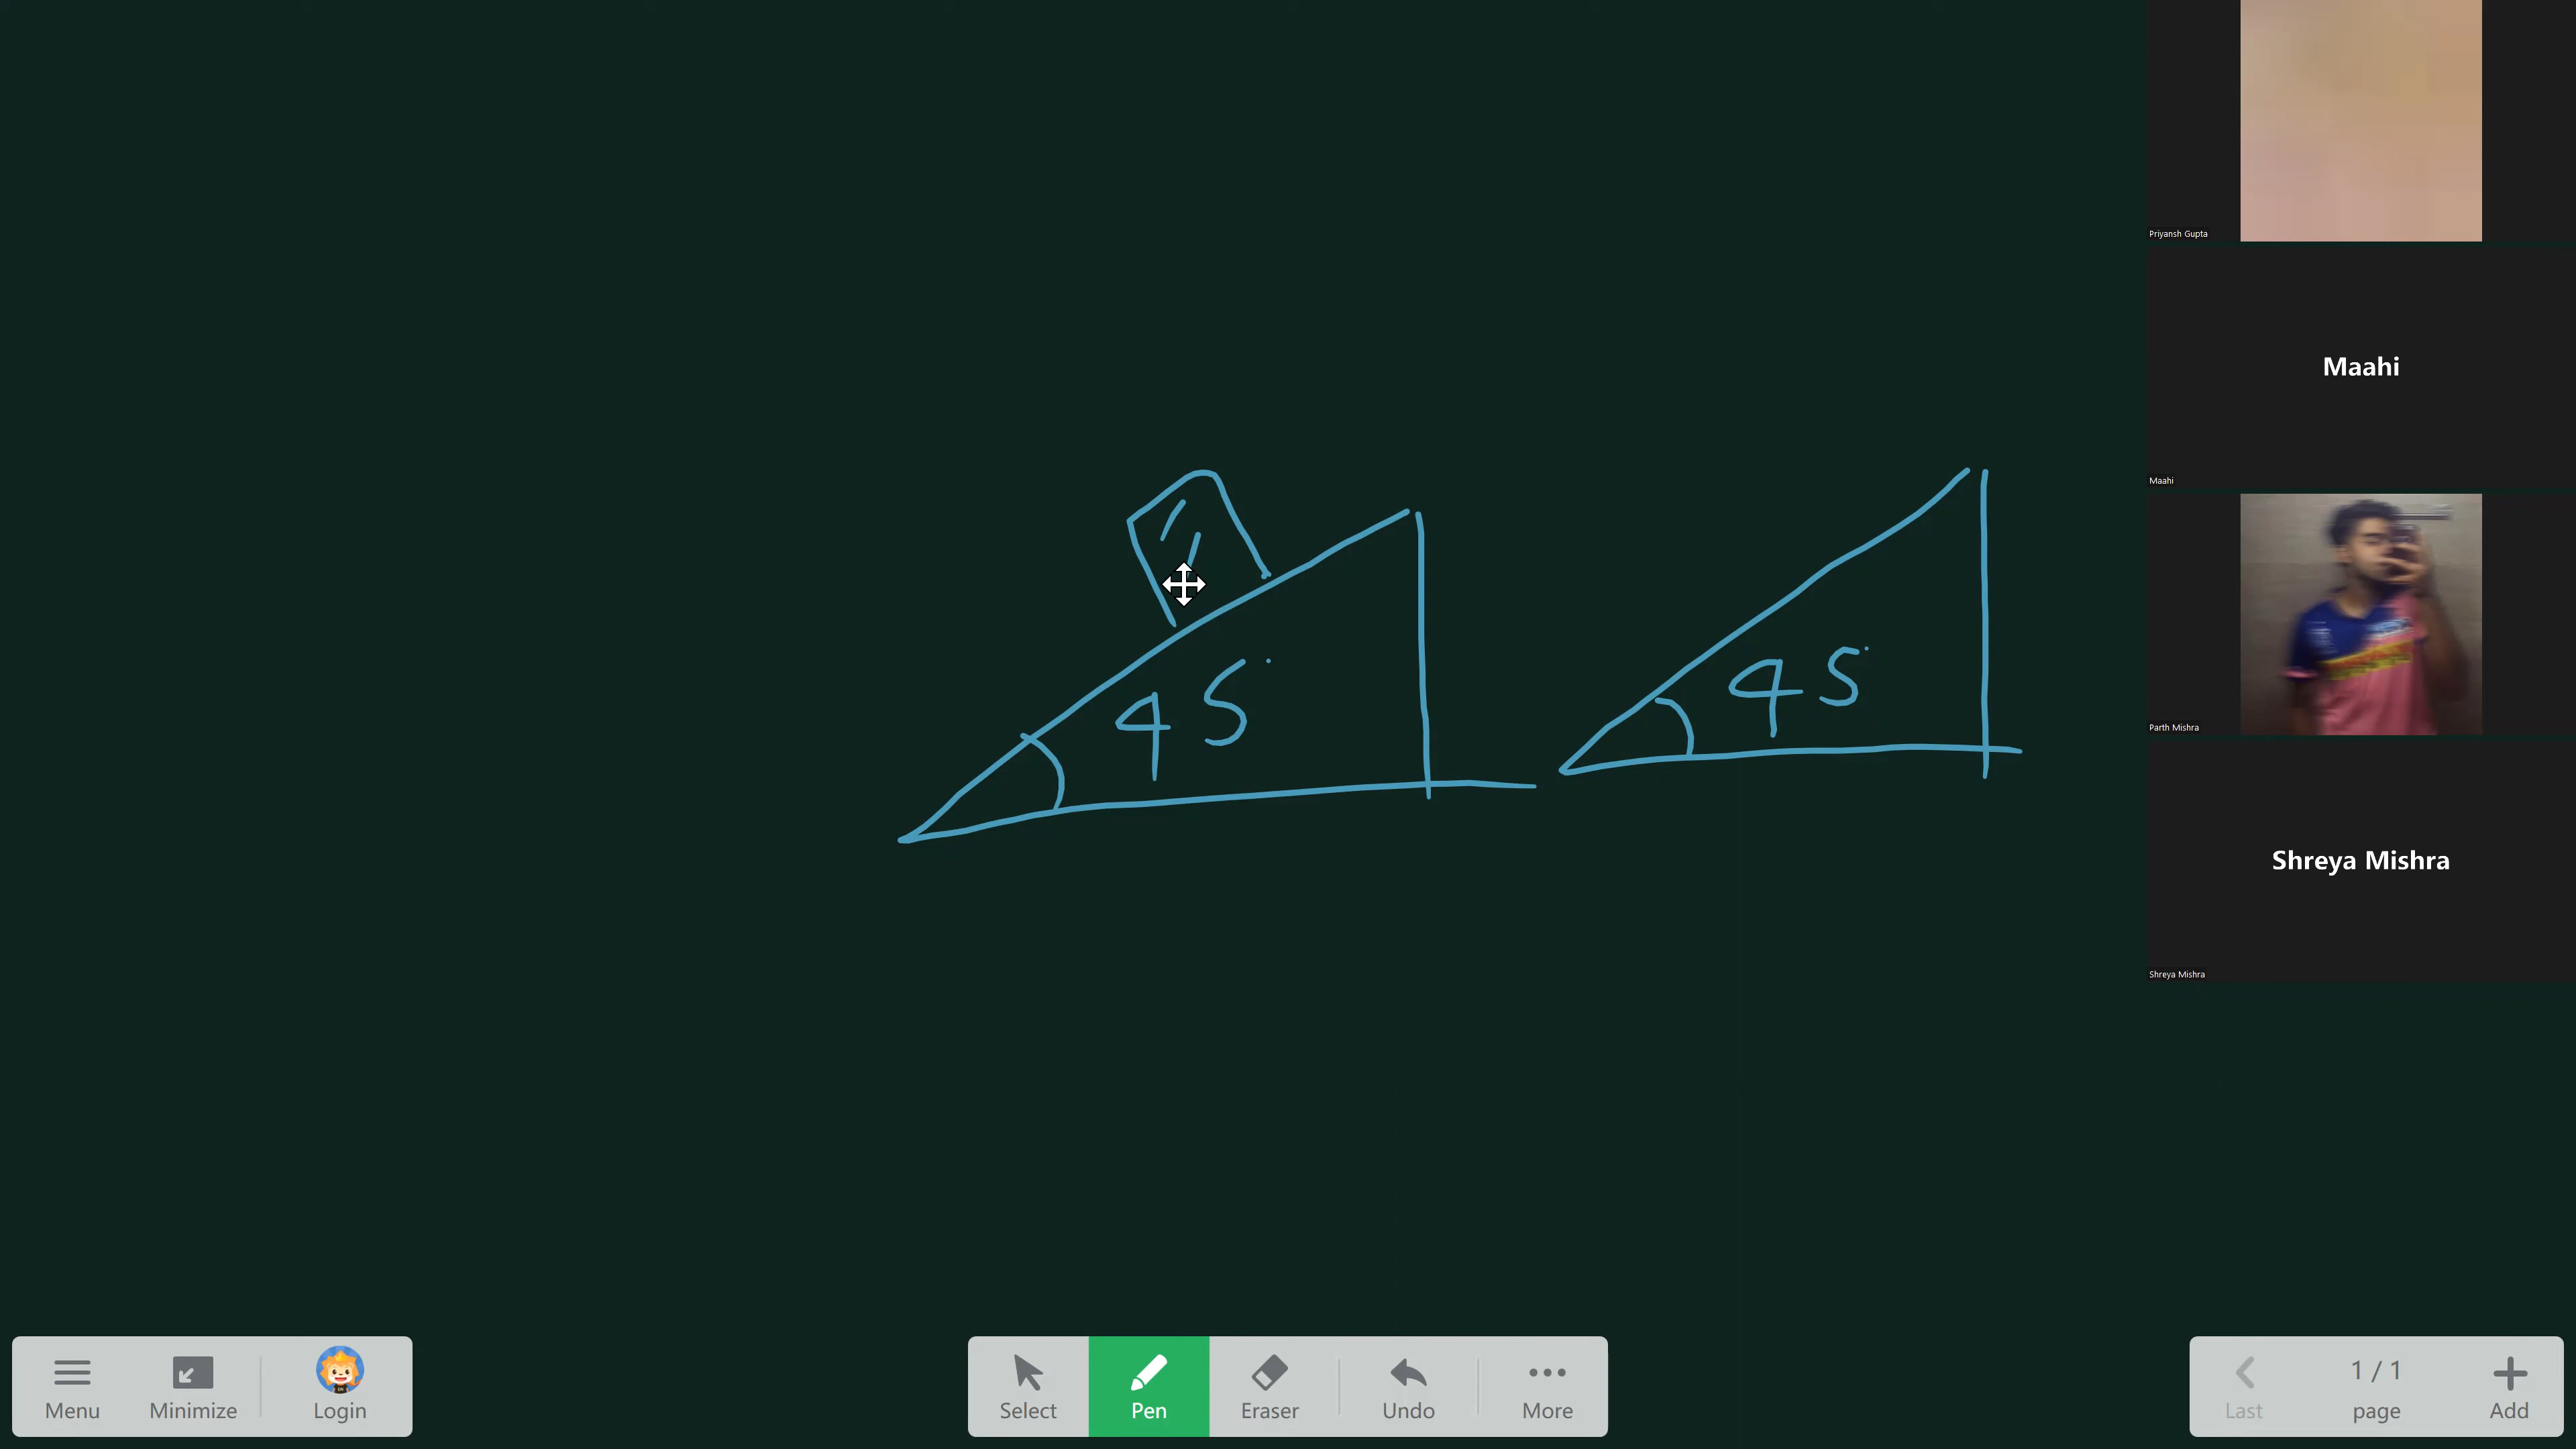 Priyansh Gupta
Maahi
Maahi
Parth Mishra
Shreya Mishra
Shreya Mishra
45°
45°
Menu
Minimize
Login
Select
Pen
Eraser
Undo
More
Last
1 / 1
page
Add